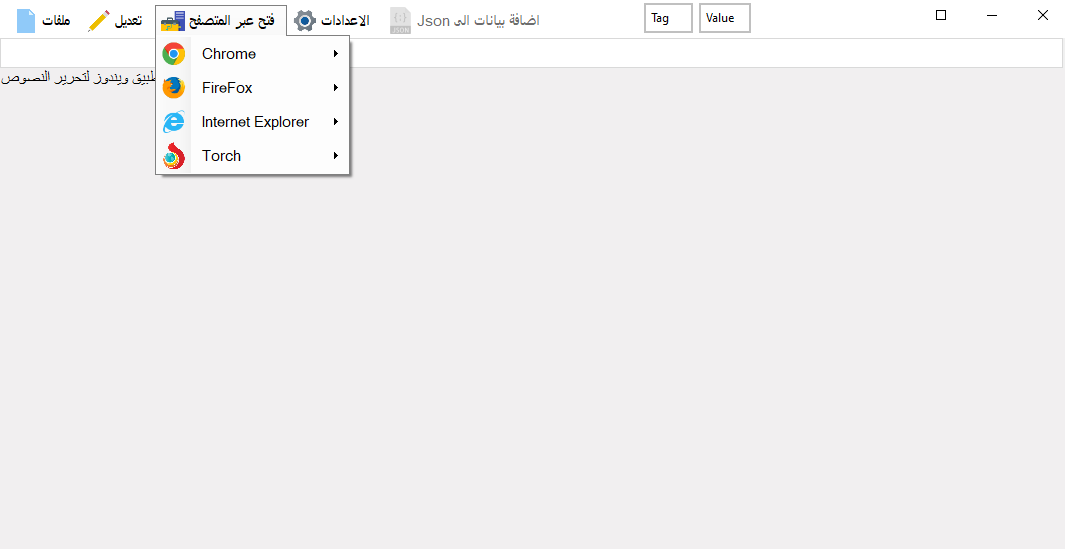 ملفات
تعديل
فتح عبر المتصفح
الاعدادات
اضافة بيانات الى Json
Tag
Value
ويندوز لتحرير النصوص
Chrome
FireFox
Internet Explorer
Torch